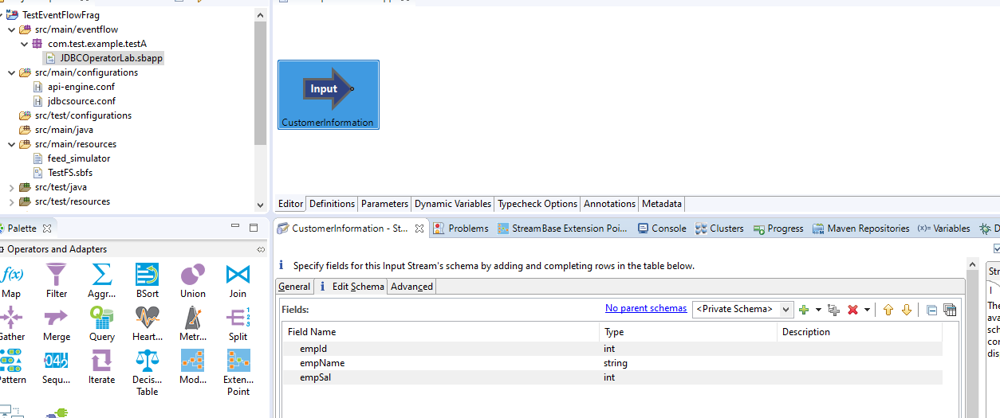 TestEventFlowFrag
src/main/eventflow
com.test.example.testA
JDBCOperatorLab.sbapp
src/main/configurations
api-engine.conf
jdbcsource.conf
src/test/configurations
src/main/java
src/main/resources
feed_simulator
TestFS.sbfs
src/test/java
src/test/resources
Input
CustomerInformation
Editor Definitions Parameters Dynamic Variables Typecheck Options Annotations Metadata
Palette
Operators and Adapters
f(x)
Map Filter Aggr... BSort Union Join
1
2
3
Gather Merge Query Heart... Metr... Split
042
Pattern Sequ... Iterate Decis... Mod... Exten...
Table Point
CustomerInformation - St... Problems StreamBase Extension Poi... Console Clusters Progress Maven Repositories (x)= Variables D
Specify fields for this Input Stream's schema by adding and completing rows in the table below.
General Edit Schema Advanced
Fields: No parent schemas <Private Schema>
Field Name Type Description
empId int
empName string
empSal int
Str
The
ava
sch
con
dis